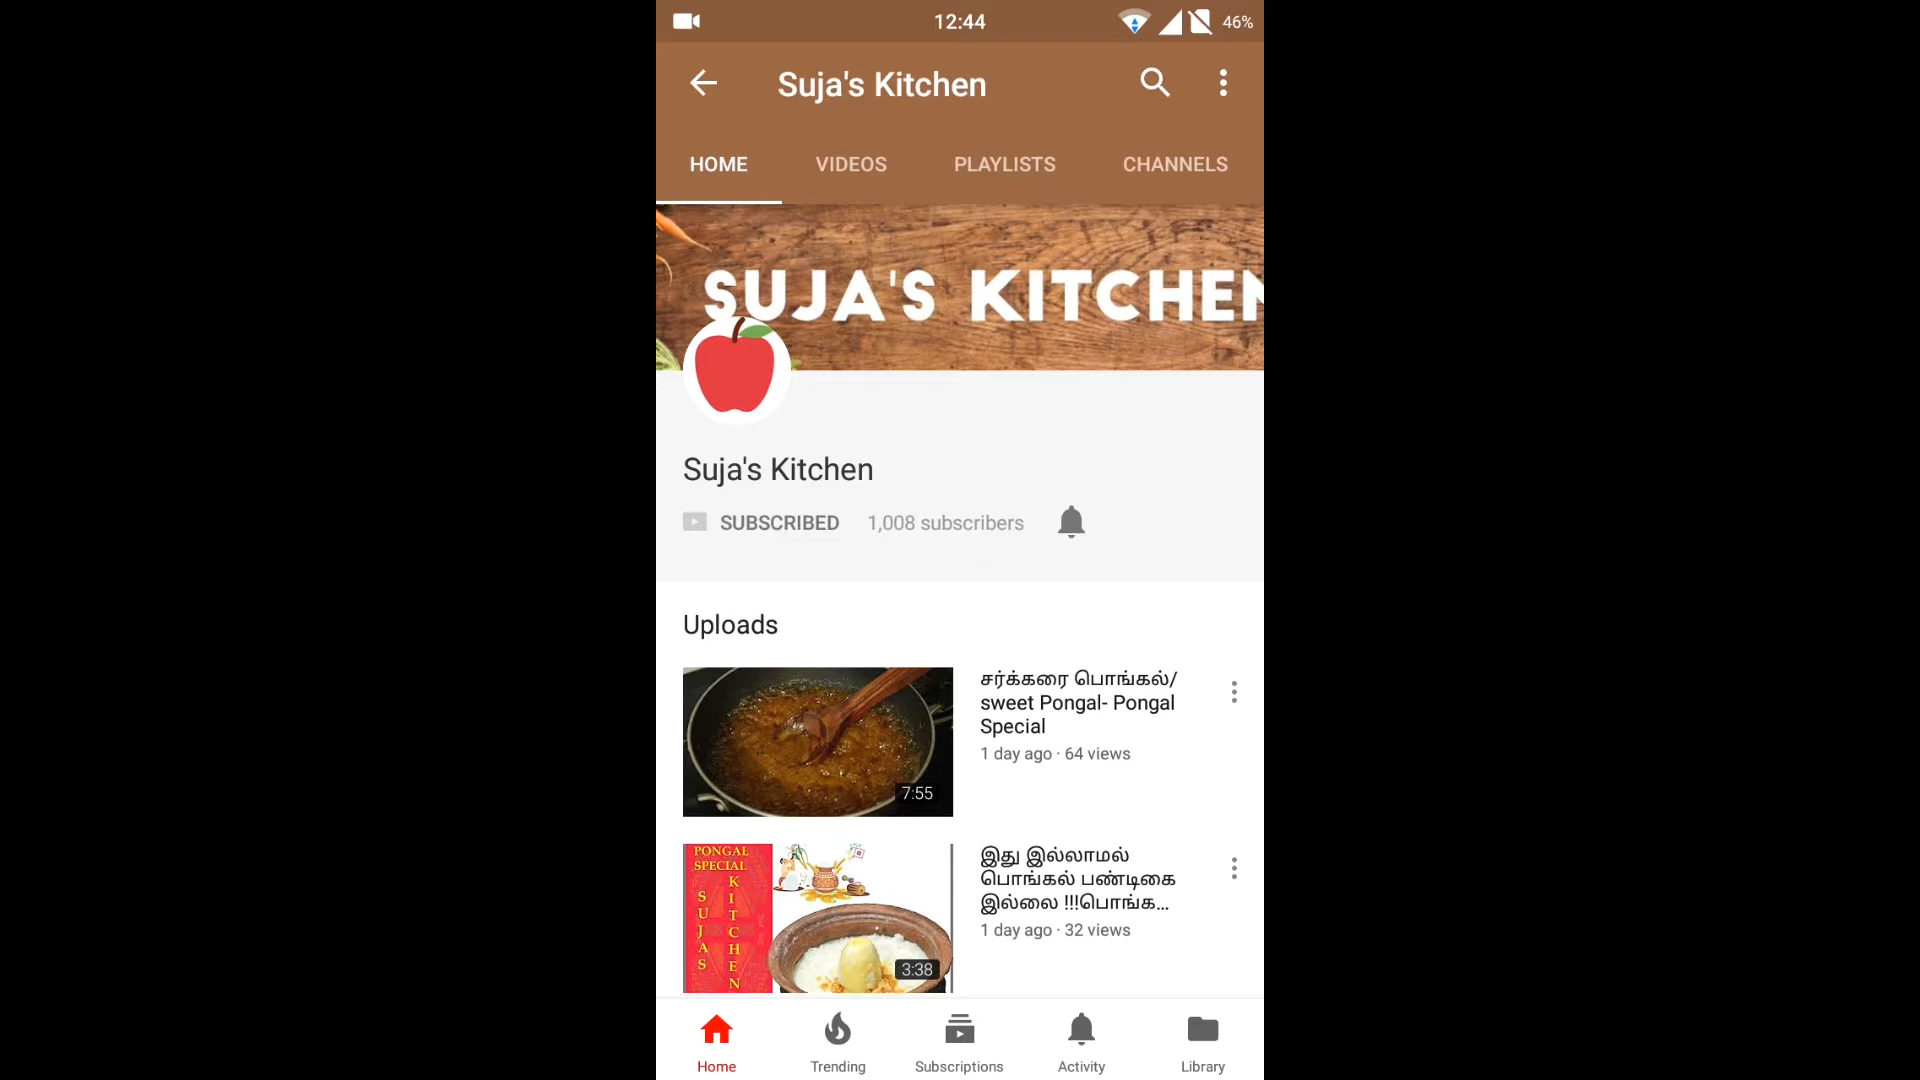 12:44
46%
Suja's Kitchen
HOME
VIDEOS
PLAYLISTS
CHANNELS
SUJA'S KITCHEN
Suja's Kitchen
SUBSCRIBED
1,008 subscribers
Uploads
சர்க்கரை பொங்கல்/
sweet Pongal- Pongal
Special
1 day ago · 64 views
7:55
PONGAL
SPECIAL
SUJAS
KITCHEN
3:38
இது இல்லாமல்
பொங்கல் பண்டிகை
இல்லை !!!பொங்க...
1 day ago · 32 views
Home
Trending
Subscriptions
Activity
Library